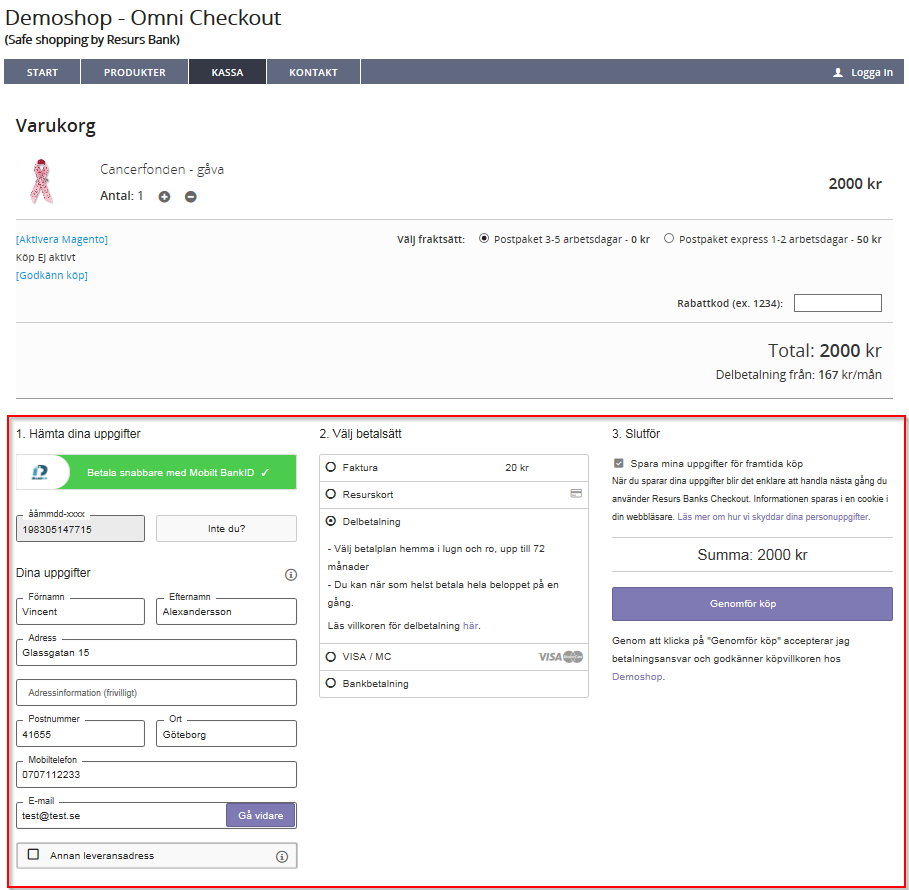 Demoshop - Omni Checkout
(Safe shopping by Resurs Bank)
START PRODUKTER KASSA KONTAKT Logga in
Varukorg
Cancerfonden - gåva
Antal: 1
2000 kr
[Aktivera Magento]
Köp EJ aktivt
[Godkänn köp]
Välj fraktsätt: Postpaket 3-5 arbetsdagar - 0 kr Postpaket express 1-2 arbetsdagar - 50 kr
Rabattkod (ex. 1234):
Total: 2000 kr
Delbetalning från: 167 kr/mån
1. Hämta dina uppgifter
Betala snabbare med Mobilt BankID ✓
ååmmdd-xxxx
198305147715
Inte du?
Dina uppgifter
Förnamn
Vincent
Efternamn
Alexandersson
Adress
Glassgatan 15
Adressinformation (frivilligt)
Postnummer
41655
Ort
Göteborg
Mobiltelefon
0707112233
E-mail
test@test.se
Gå vidare
Annan leveransadress
2. Välj betalsätt
Faktura 20 kr
Resurskort
Delbetalning
- Välj betalplan hemma i lugn och ro, upp till 72
månader
- Du kan när som helst betala hela beloppet på en
gång.
Läs villkoren för delbetalning här.
VISA / MC VISA
Bankbetalning
3. Slutför
Spara mina uppgifter för framtida köp
När du sparar dina uppgifter blir det enklare att handla nästa gång du
använder Resurs Banks Checkout. Informationen sparas i en cookie i
din webbläsare. Läs mer om hur vi skyddar dina personuppgifter.
Summa: 2000 kr
Genomför köp
Genom att klicka på "Genomför köp" accepterar jag
betalningsansvar och godkänner köpvillkoren hos
Demoshop.